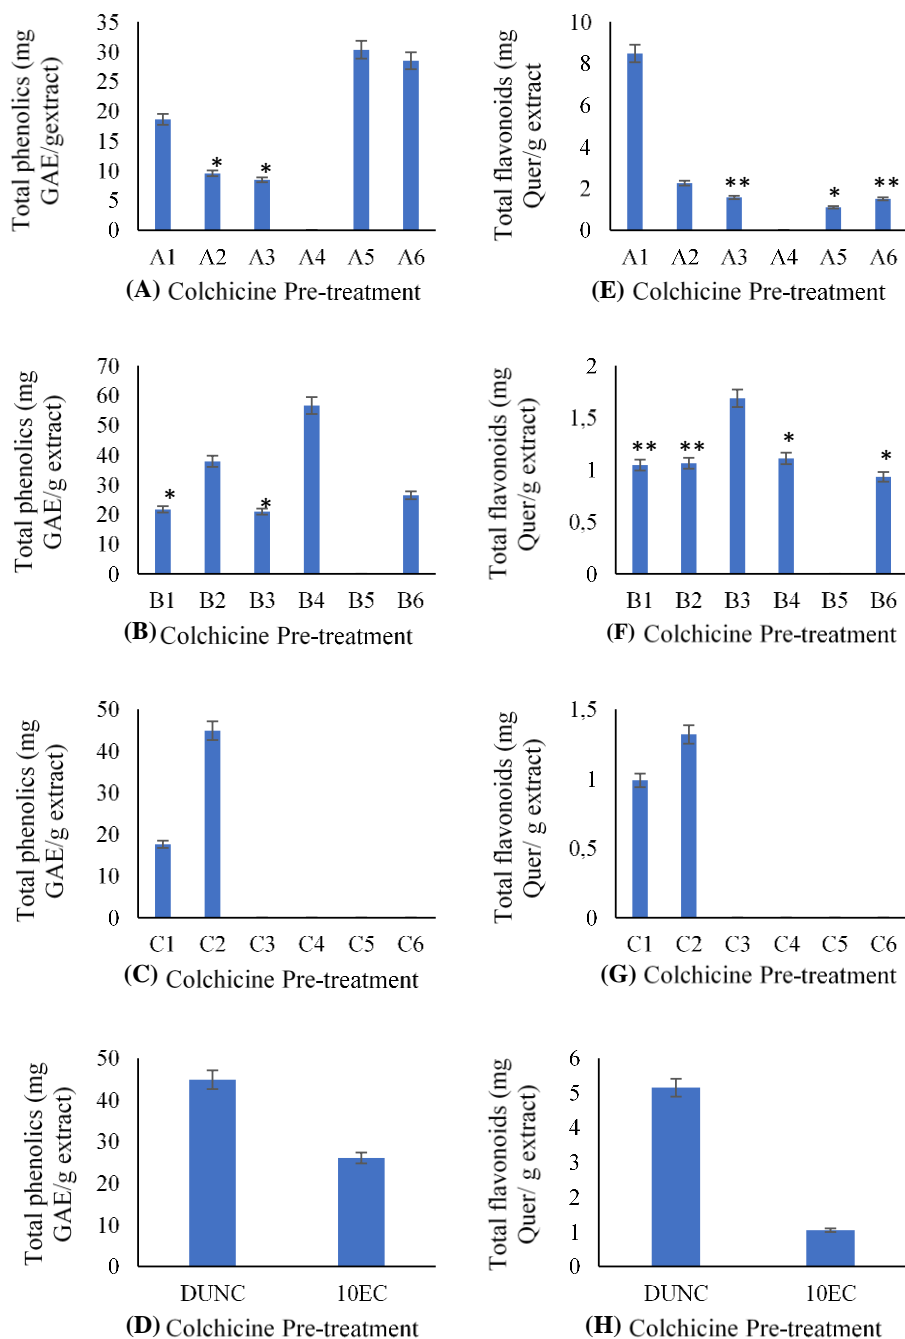 Total phenolics (mg
GAE/gextract)
35
30
25
20
15
10
5
0
* *
A1 A2 A3 A4 A5 A6
(A) Colchicine Pre-treatment
Total flavonoids (mg
Quer/g extract
10
8
6
4
2
0
** * **
A1 A2 A3 A4 A5 A6
(E) Colchicine Pre-treatment
Total phenolics (mg
GAE/g extract)
70
60
50
40
30
20
10
0
* *
B1 B2 B3 B4 B5 B6
(B) Colchicine Pre-treatment
Total flavonoids (mg
Quer/g extract)
2
1,5
1
0,5
0
** ** * *
B1 B2 B3 B4 B5 B6
(F) Colchicine Pre-treatment
Total phenolics (mg
GAE/g extract)
50
40
30
20
10
0
C1 C2 C3 C4 C5 C6
(C) Colchicine Pre-treatment
Total flavonoids (mg
Quer/ g extract)
1,5
1
0,5
0
C1 C2 C3 C4 C5 C6
(G) Colchicine Pre-treatment
Total phenolics (mg
GAE/g extract)
50
40
30
20
10
0
DUNC 10EC
(D) Colchicine Pre-treatment
Total flavonoids (mg
Quer/ g extract)
6
5
4
3
2
1
0
DUNC 10EC
(H) Colchicine Pre-treatment